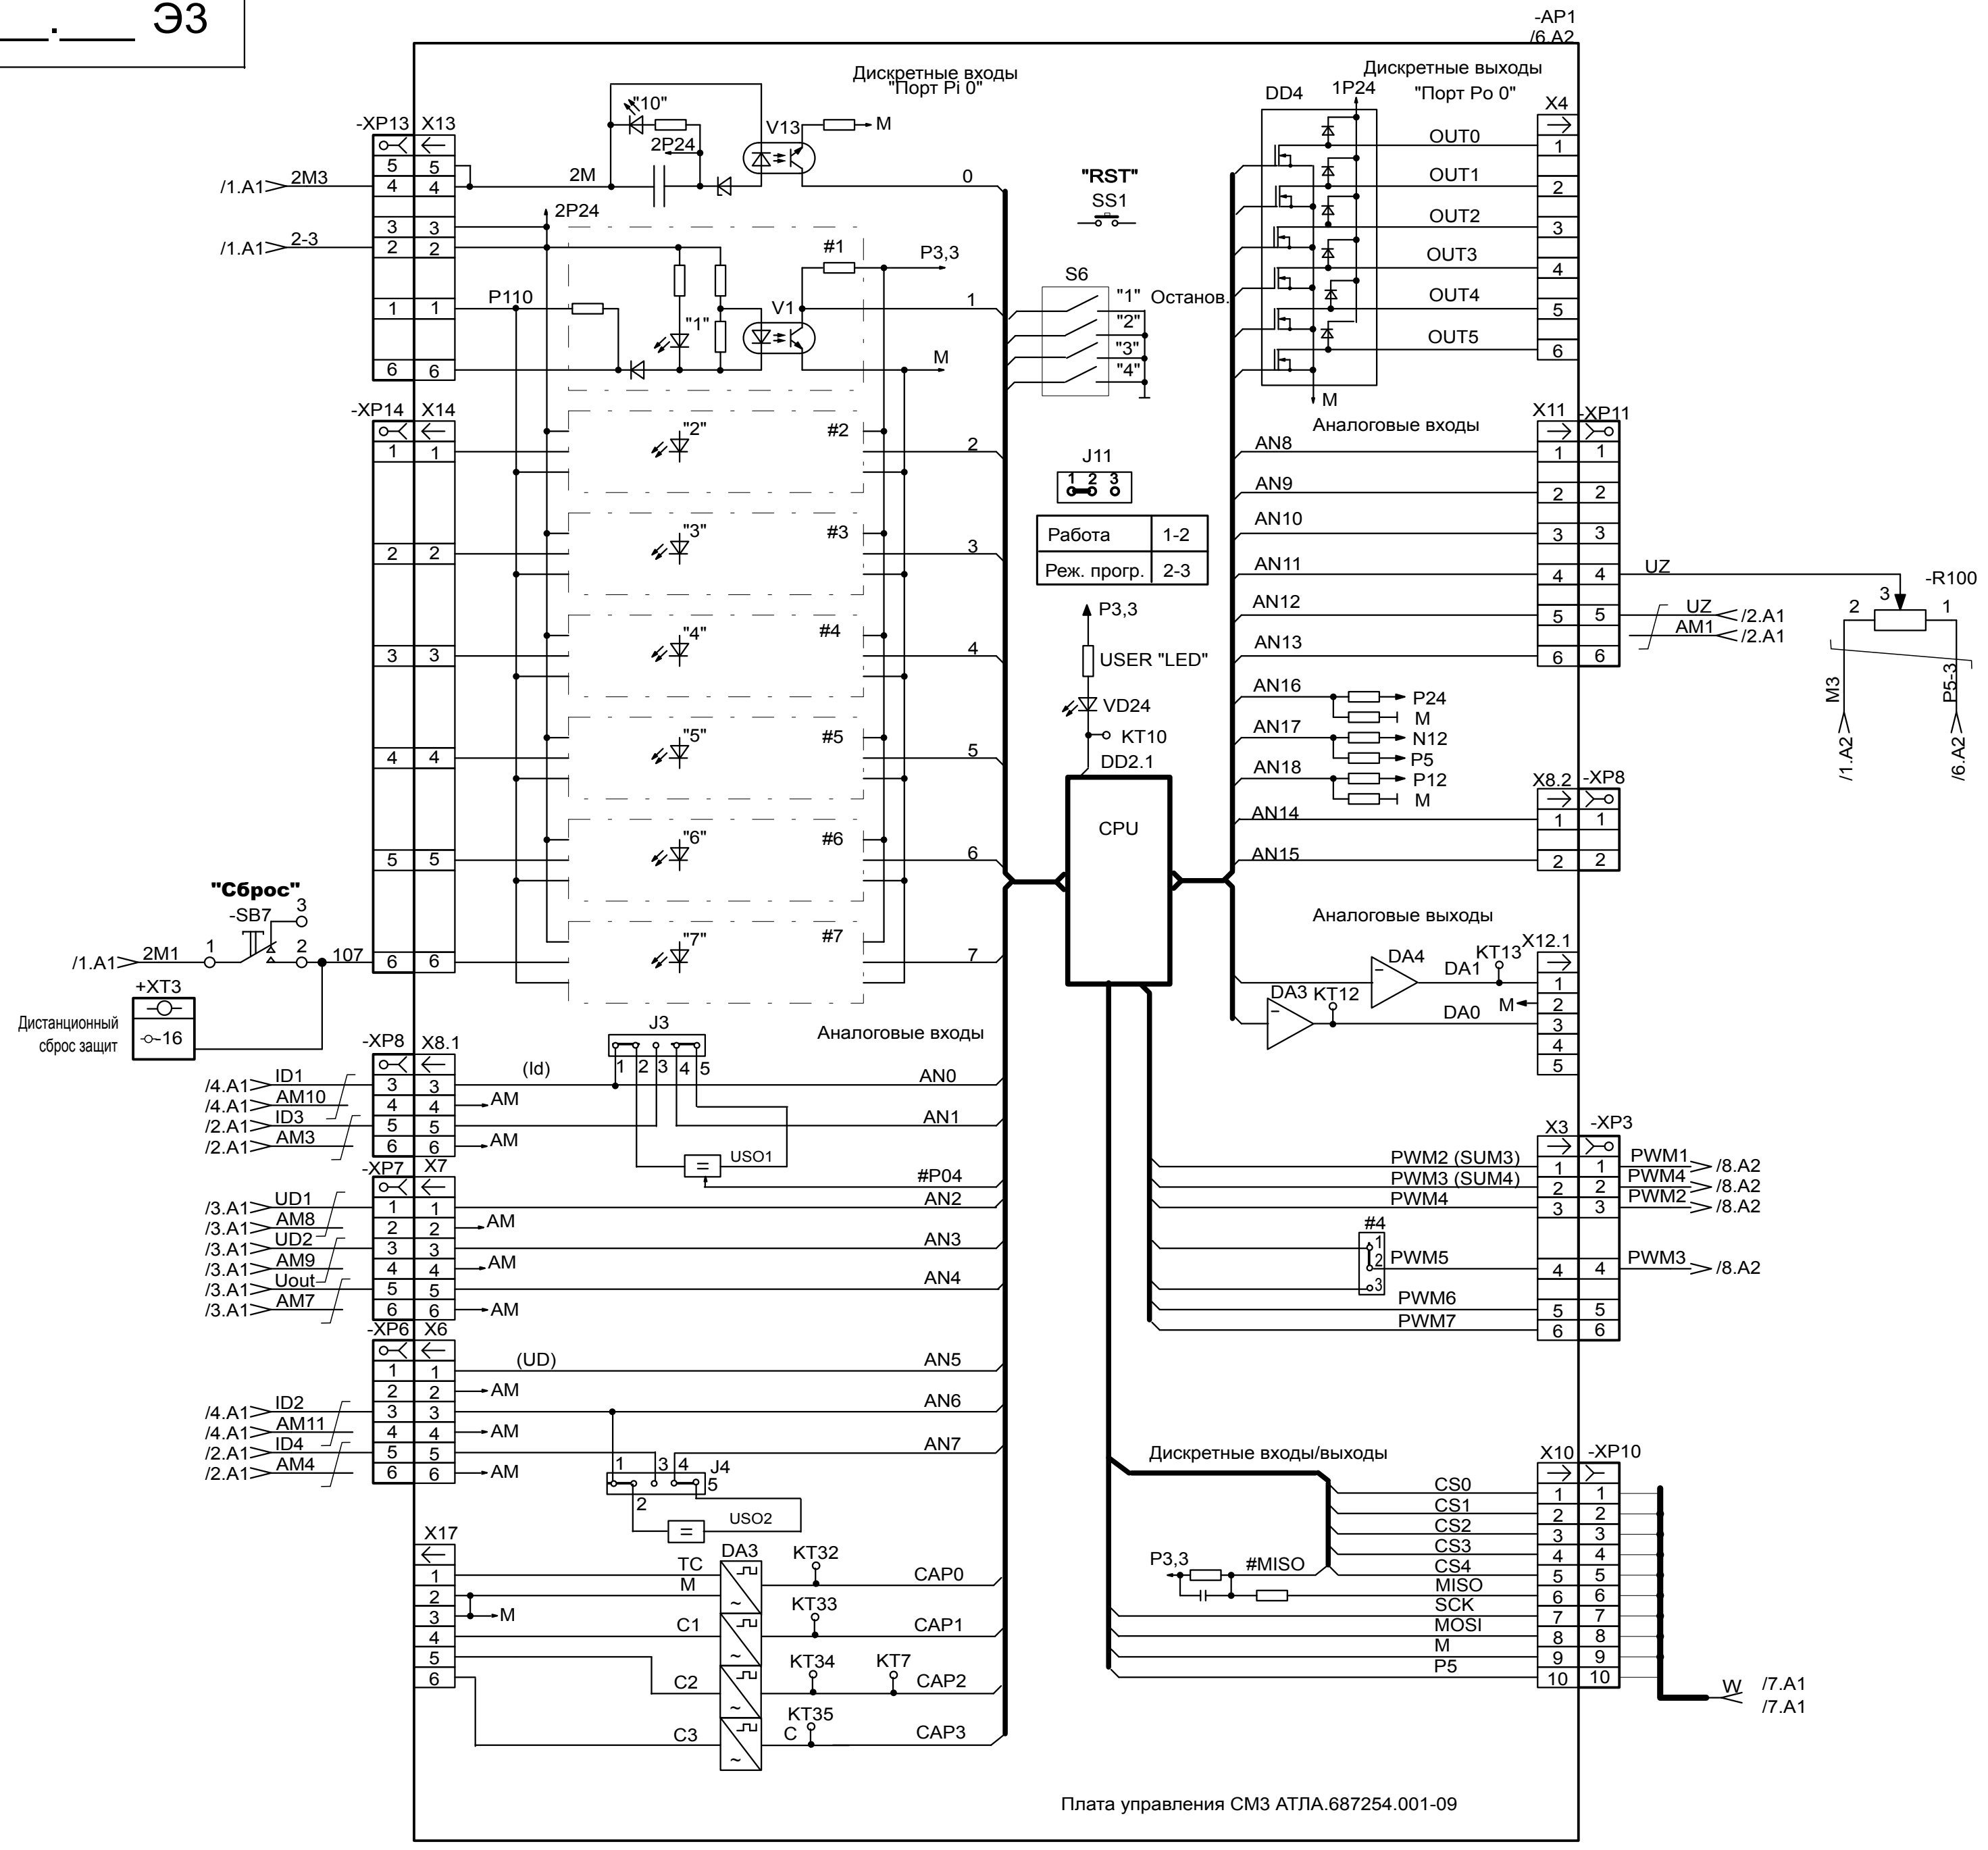 ____.____ Э3
-AP1
/6.A2
Дискретные входы
"Порт Pi 0"
Дискретные выходы
"Порт Po 0"
-XP13 X13
5 5
4 4
3 3
2 2
1 1
6 6
/1.A1 2M3
/1.A1 2-3
2M
"10"
2P24
V13
M
0
2P24
#1
P3,3
P110
"1"
V1
1
M
-XP14 X14
1 1
2 2
3 3
4 4
5 5
6 6
"2" #2 2
"3" #3 3
"4" #4 4
"5" #5 5
"6" #6 6
"7" #7 7
"Сброс"
-SB7
3
/1.A1 2M1 1 2 107
+XT3
16
Дистанционный
сброс защит
"RST"
SS1
S6
"1" Останов.
"2"
"3"
"4"
J11
1 2 3
Работа 1-2
Реж. прогр. 2-3
P3,3
USER "LED"
VD24
KT10
DD2.1
CPU
DD4
1P24
M
X4
OUT0 1
OUT1 2
OUT2 3
OUT3 4
OUT4 5
OUT5 6
Аналоговые входы
X11 -XP11
AN8 1 1
AN9 2 2
AN10 3 3
AN11 4 4 UZ
AN12 5 5 UZ /2.A1
AM1 /2.A1
AN13 6 6
-R100
2 3 1
M3
P5-3
/1.A2
/6.A2
AN16 P24
M
AN17 N12
P5
AN18 P12
M
X8.2 -XP8
AN14 1 1
AN15 2 2
Аналоговые выходы
X12.1
DA4 DA1 KT13
DA3 KT12 DA0
M
1
2
3
4
5
Аналоговые входы
J3
1 2 3 4 5
-XP8 X8.1
/4.A1 ID1 3 3 (Id) AN0
/4.A1 AM10 4 4 AM
/2.A1 ID3 5 5 AN1
/2.A1 AM3 6 6 AM
=
USO1
#P04
-XP7 X7
/3.A1 UD1 1 1 AN2
/3.A1 AM8 2 2 AM
/3.A1 UD2 3 3 AN3
/3.A1 AM9 4 4 AM
/3.A1 Uout 5 5 AN4
/3.A1 AM7 6 6 AM
-XP6 X6
1 1 (UD) AN5
2 2 AM
/4.A1 ID2 3 3 AN6
/4.A1 AM11 4 4 AM
/2.A1 ID4 5 5 AN7
/2.A1 AM4 6 6 AM
1 3 4 J4
2 5
=
USO2
X17
1
2
3
4
5
6
TC
M
M
DA3
KT32
CAP0
C1
KT33
CAP1
C2
KT34 KT7
CAP2
C3
KT35
C
CAP3
~
~
~
~
X3 -XP3
PWM2 (SUM3) 1 1 PWM1 /8.A2
PWM3 (SUM4) 2 2 PWM4 /8.A2
PWM4 3 3 PWM2 /8.A2
#4
1
2
3
PWM5 4 4 PWM3 /8.A2
PWM6 5 5
PWM7 6 6
Дискретные входы/выходы
X10 -XP10
CS0 1 1
CS1 2 2
CS2 3 3
CS3 4 4
P3,3 #MISO
CS4 5 5
MISO 6 6
SCK 7 7
MOSI 8 8
M 9 9
P5 10 10
W /7.A1
/7.A1
Плата управления СМ3 АТЛА.687254.001-09